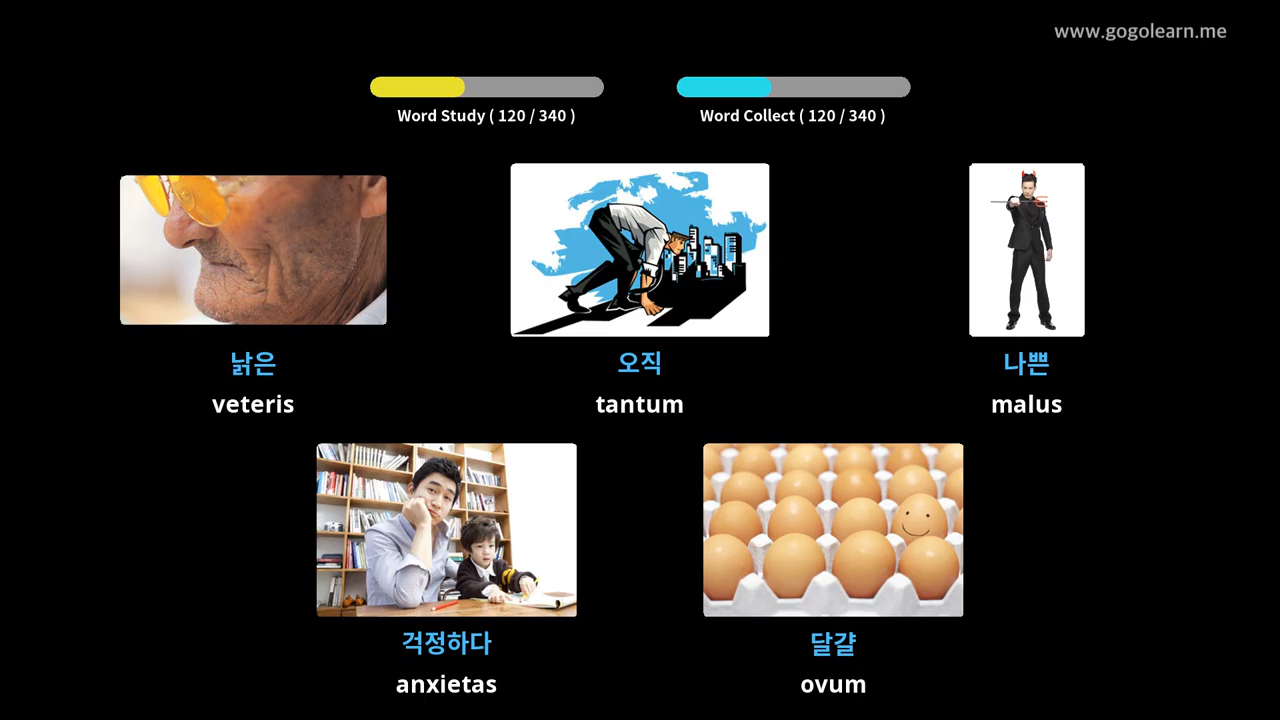 www.gogolearn.me
Word Study ( 120 / 340 )
Word Collect ( 120 / 340 )
낡은
오직
나쁜
veteris
tantum
malus
걱정하다
달걀
anxietas
ovum